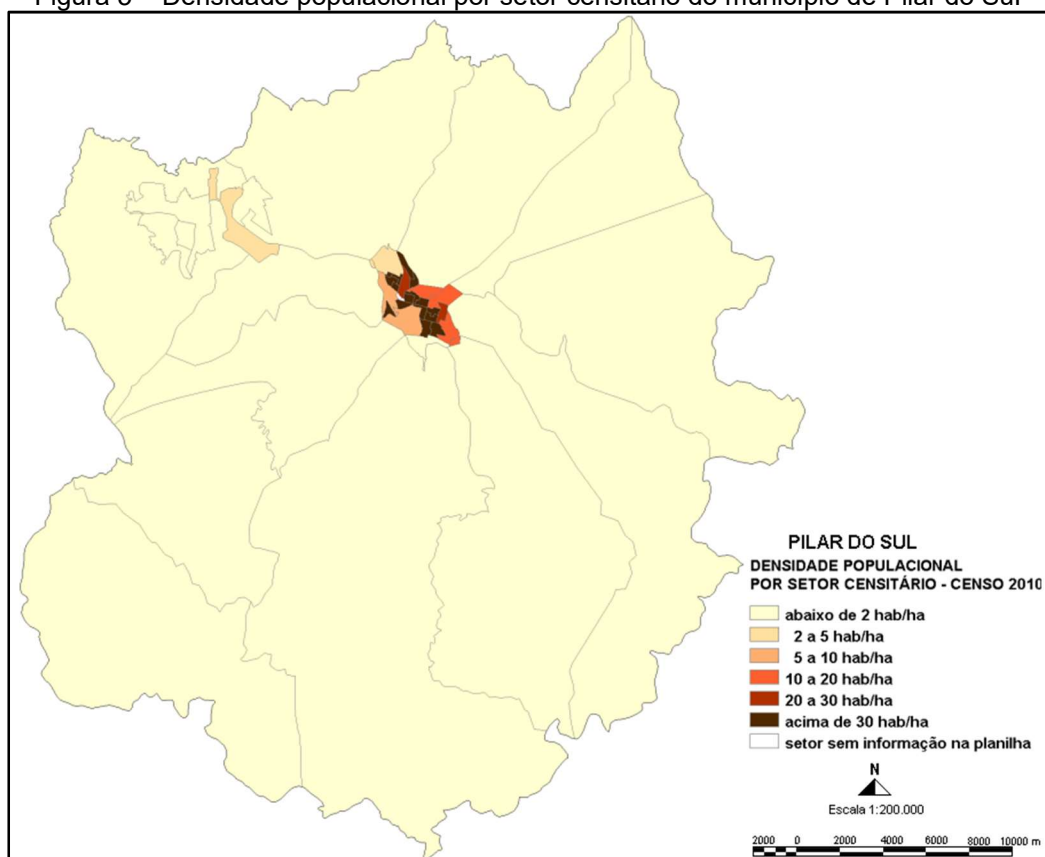 Densidade populacional por setor censitário do município de Pilar do Sul
PILAR DO SUL
DENSIDADE POPULACIONAL
POR SETOR CENSITÁRIO - CENSO 2010
abaixo de 2 hab/ha
2 a 5 hab/ha
5 a 10 hab/ha
10 a 20 hab/ha
20 a 30 hab/ha
acima de 30 hab/ha
setor sem informação na planilha
N
Escala 1:200.000
2000 0 2000 4000 6000 8000 10000 m